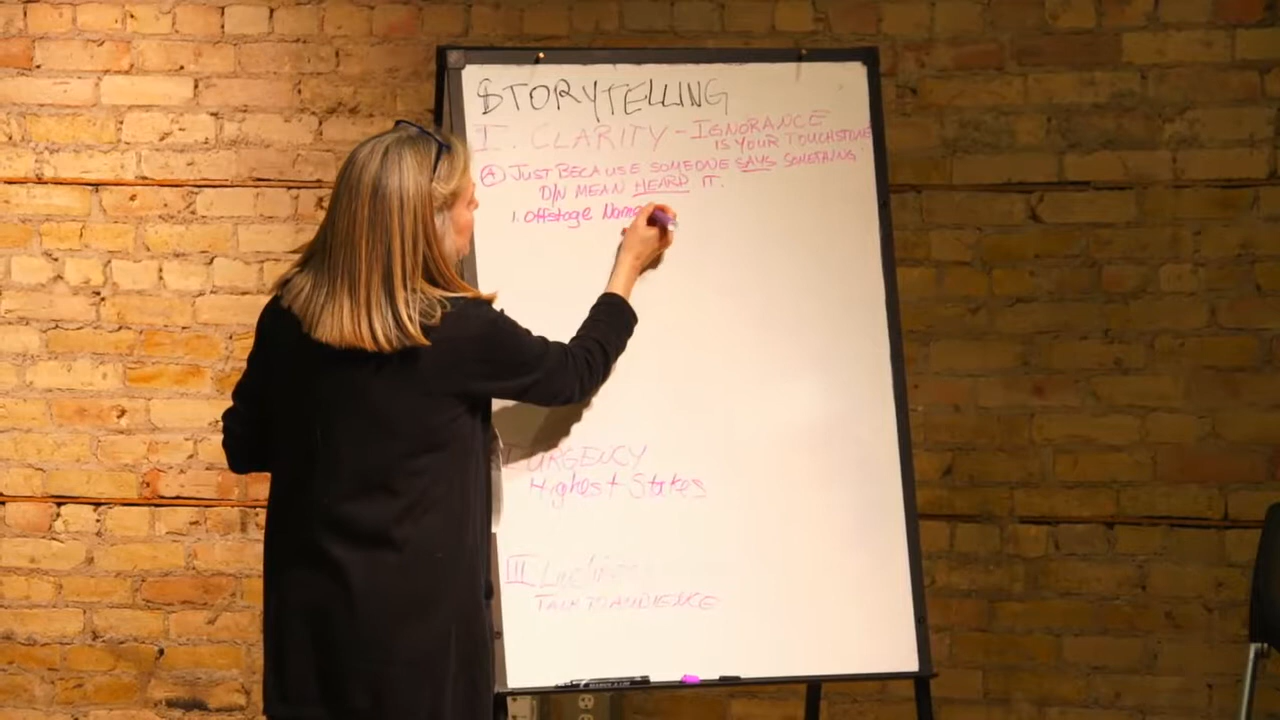 STORYTELLING
I. CLARITY - IGNORANCE
IS YOUR TOUCHSTONE
(A) JUST BECAUSE SOMEONE SAYS SOMETHING
D/N MEAN HEARD IT.
1. Offstage Name
URGENCY
Highest Stakes
III
TALK TO AUDIENCE